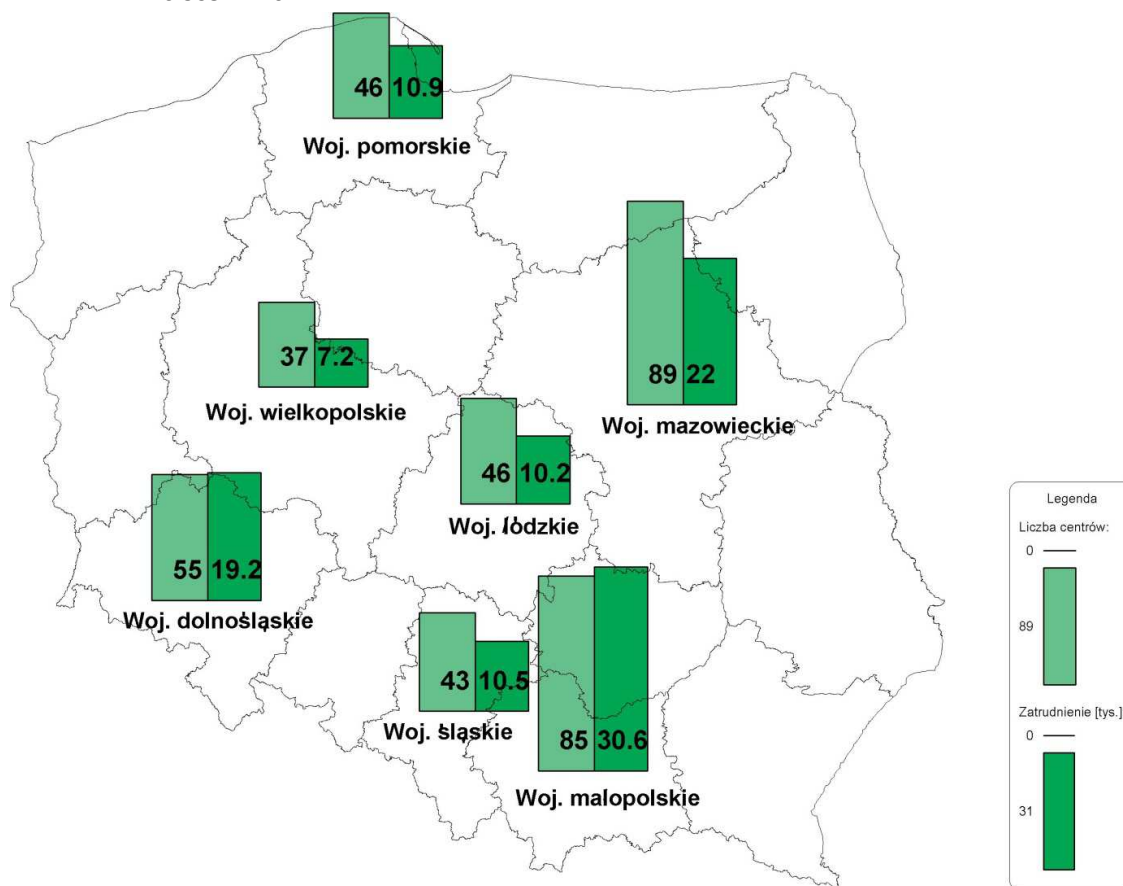 46 10.9
Woj. pomorskie
89 22
Woj. mazowieckie
37 7.2
Woj. wielkopolskie
46 10.2
Woj. łodzkie
55 19.2
Woj. dolnośląskie
43 10.5
Woj. śląskie
85 30.6
Woj. malopolskie
Legenda
Liczba centrów:
0
89
Zatrudnienie [tys.]
0
31